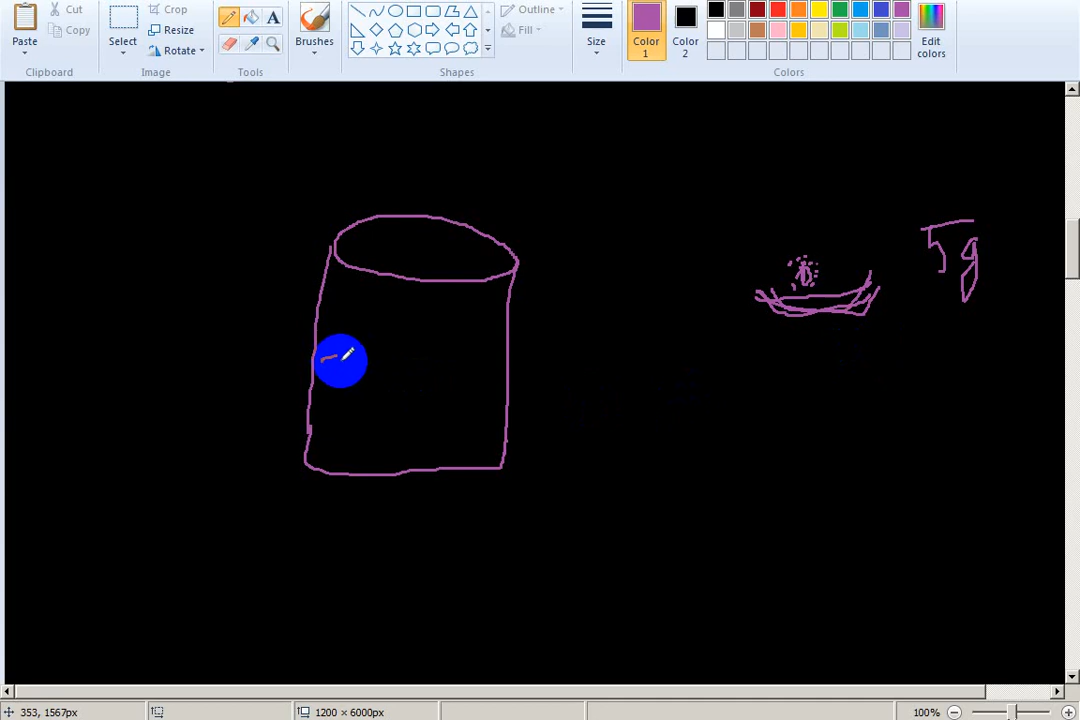 Paste
Cut
Copy
Clipboard
Select
Crop
Resize
Rotate
Image
A
Tools
Brushes
Outline
Fill
Shapes
Size
Color 1
Color 2
Edit colors
Colors
5g
353, 1567px
1200 × 6000px
100%